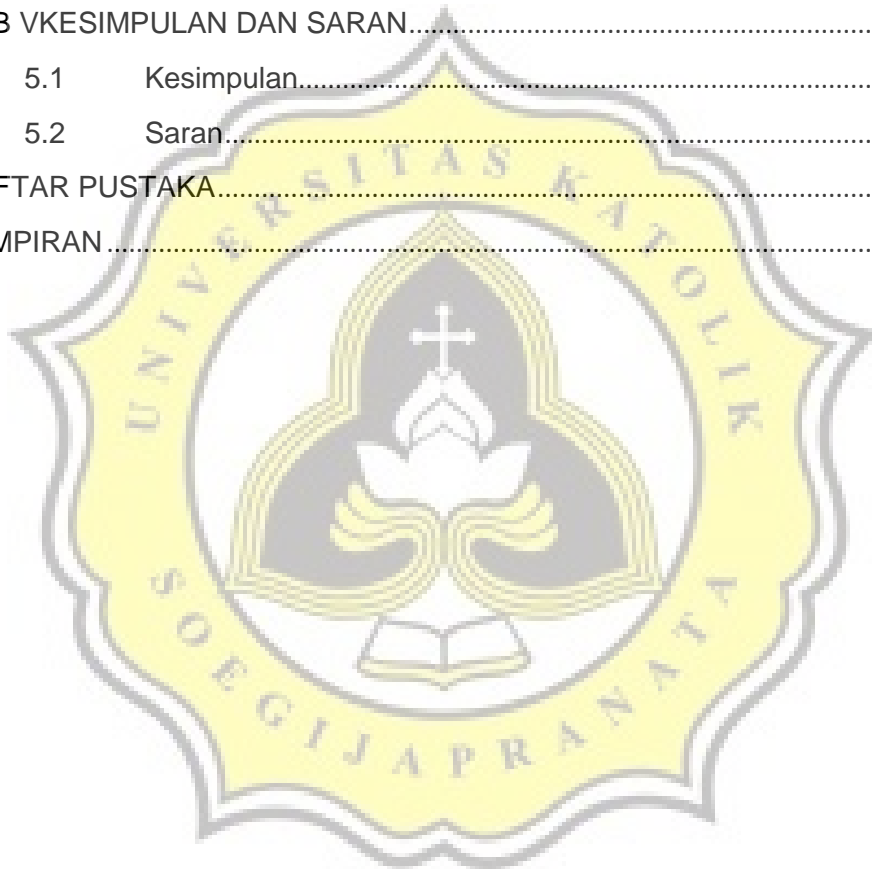 B VKESIMPULAN DAN SARAN....................................................
5.1 Kesimpulan................................................................
5.2 Saran.........................................................................
FTAR PUSTAKA..........................................................................
MPIRAN......................................................................................
UNIVERSITAS KATOLIK
SOEGIJAPRANATA